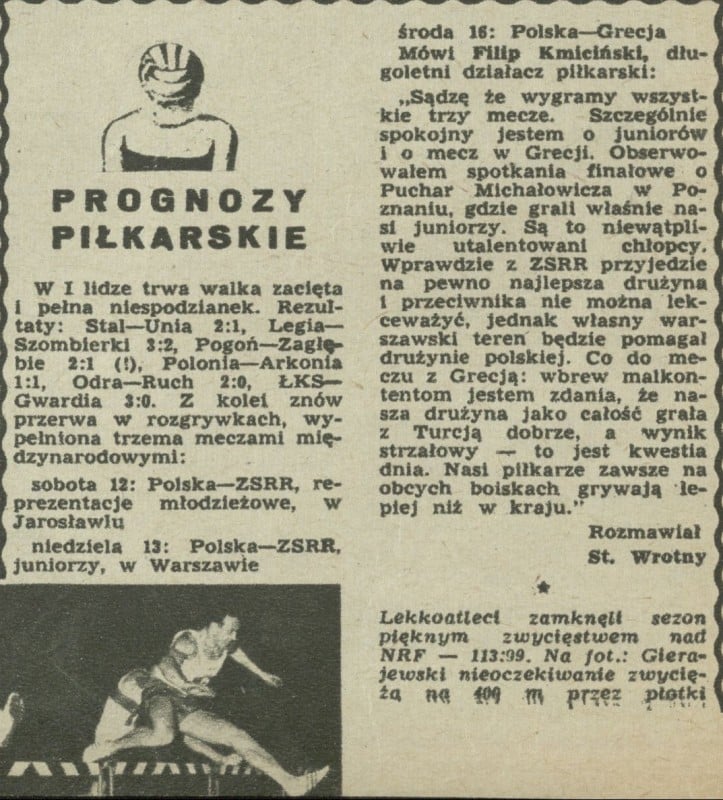 PROGNOZY
PIŁKARSKIE
W I lidze trwa walka zacięta
i pełna niespodzianek. Rezul-
taty: Stal—Unia 2:1, Legia—
Szombierki 3:2, Pogoń—Zagłę-
bie 2:1 (!), Polonia—Arkonia
1:1, Odra—Ruch 2:0, ŁKS—
Gwardia 3:0. Z kolei znów
przerwa w rozgrywkach, wy-
pełniona trzema meczami mię-
dzynarodowymi:
sobota 12: Polska—ZSRR, re-
prezentacje młodzieżowe, w
Jarosławiu
niedziela 13: Polska—ZSRR,
juniorzy, w Warszawie
środa 16: Polska—Grecja
Mówi Filip Kmiciński, dłu-
goletni działacz piłkarski:
„Sądzę że wygramy wszyst-
kie trzy mecze. Szczególnie
spokojny jestem o juniorów
i o mecz w Grecji. Obserwo-
wałem spotkania finałowe o
Puchar Michałowicza w Po-
znaniu, gdzie grali właśnie na-
si juniorzy. Są to niewątpli-
wie utalentowani chłopcy.
Wprawdzie z ZSRR przyjedzie
na pewno najlepsza drużyna
i przeciwnika nie można lek-
ceważyć, jednak własny war-
szawski teren będzie pomagał
drużynie polskiej. Co do me-
czu z Grecją: wbrew malkon-
tentom jestem zdania, że na-
sza drużyna jako całość grała
z Turcją dobrze, a wynik
strzałowy — to jest kwestia
dnia. Nasi piłkarze zawsze na
obcych boiskach grywają le-
piej niż w kraju."
Rozmawiał
St. Wrotny
Lekkoatleci zamknęli sezon
pięknym zwycięstwem nad
NRF — 113:99. Na fot.: Giera-
jewski nieoczekiwanie zwycię-
ża na 400 m przez płotki